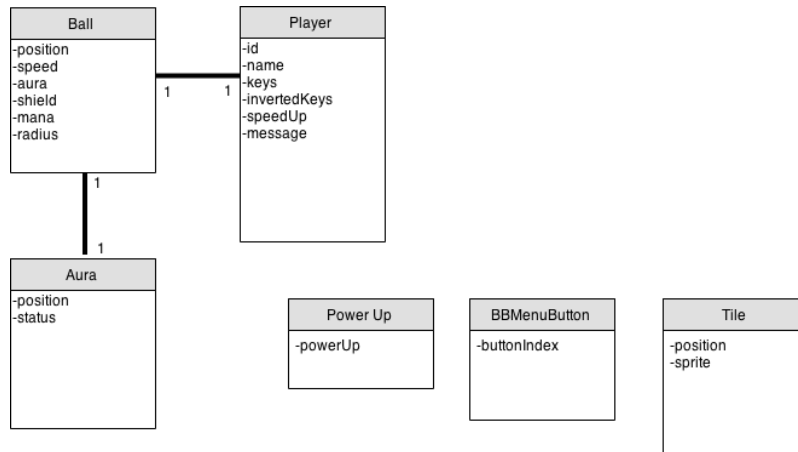 Ball
-position
-speed
-aura
-shield
-mana
-radius
1
1
Player
-id
-name
-keys
-invertedKeys
-speedUp
-message
1
1
Aura
-position
-status
Power Up
-powerUp
BBMenuButton
-buttonIndex
Tile
-position
-sprite